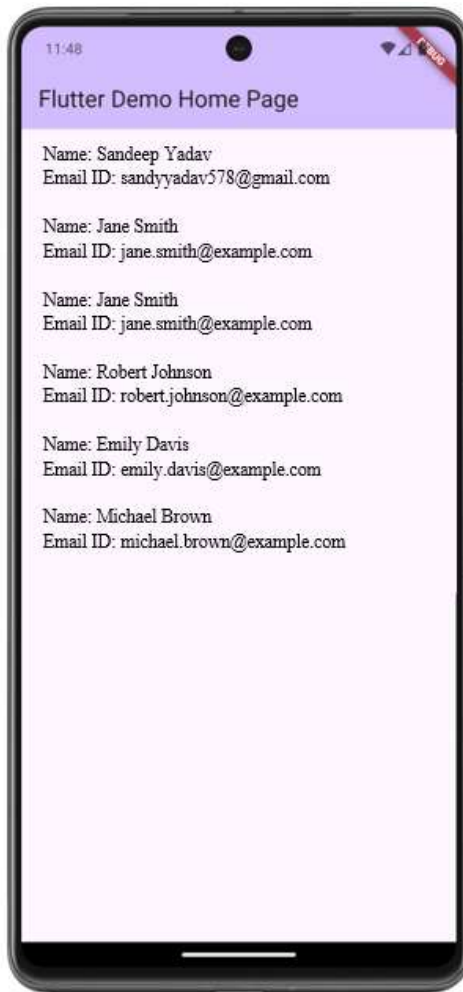 11:48
DEBUG
Flutter Demo Home Page
Name: Sandeep Yadav
Email ID: sandyyadav578@gmail.com
Name: Jane Smith
Email ID: jane.smith@example.com
Name: Jane Smith
Email ID: jane.smith@example.com
Name: Robert Johnson
Email ID: robert.johnson@example.com
Name: Emily Davis
Email ID: emily.davis@example.com
Name: Michael Brown
Email ID: michael.brown@example.com